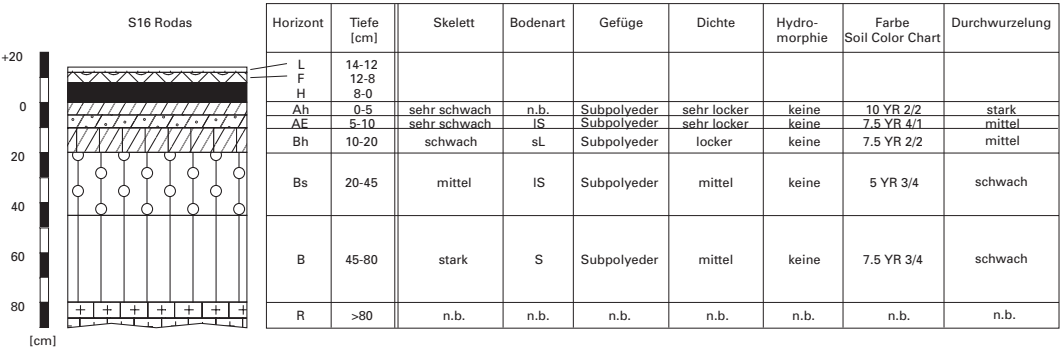 S16 Rodas
+20
0
20
40
60
80
[cm]
Horizont Tiefe [cm] Skelett Bodenart Gefüge Dichte Hydro-morphie Farbe Soil Color Chart Durchwurzelung
L 14-12
F 12-8
H 8-0
Ah 0-5 sehr schwach n.b. Subpolyeder sehr locker keine 10 YR 2/2 stark
AE 5-10 sehr schwach lS Subpolyeder sehr locker keine 7.5 YR 4/1 mittel
Bh 10-20 schwach sL Subpolyeder locker keine 7.5 YR 2/2 mittel
Bs 20-45 mittel lS Subpolyeder mittel keine 5 YR 3/4 schwach
B 45-80 stark S Subpolyeder mittel keine 7.5 YR 3/4 schwach
R >80 n.b. n.b. n.b. n.b. n.b. n.b. n.b.